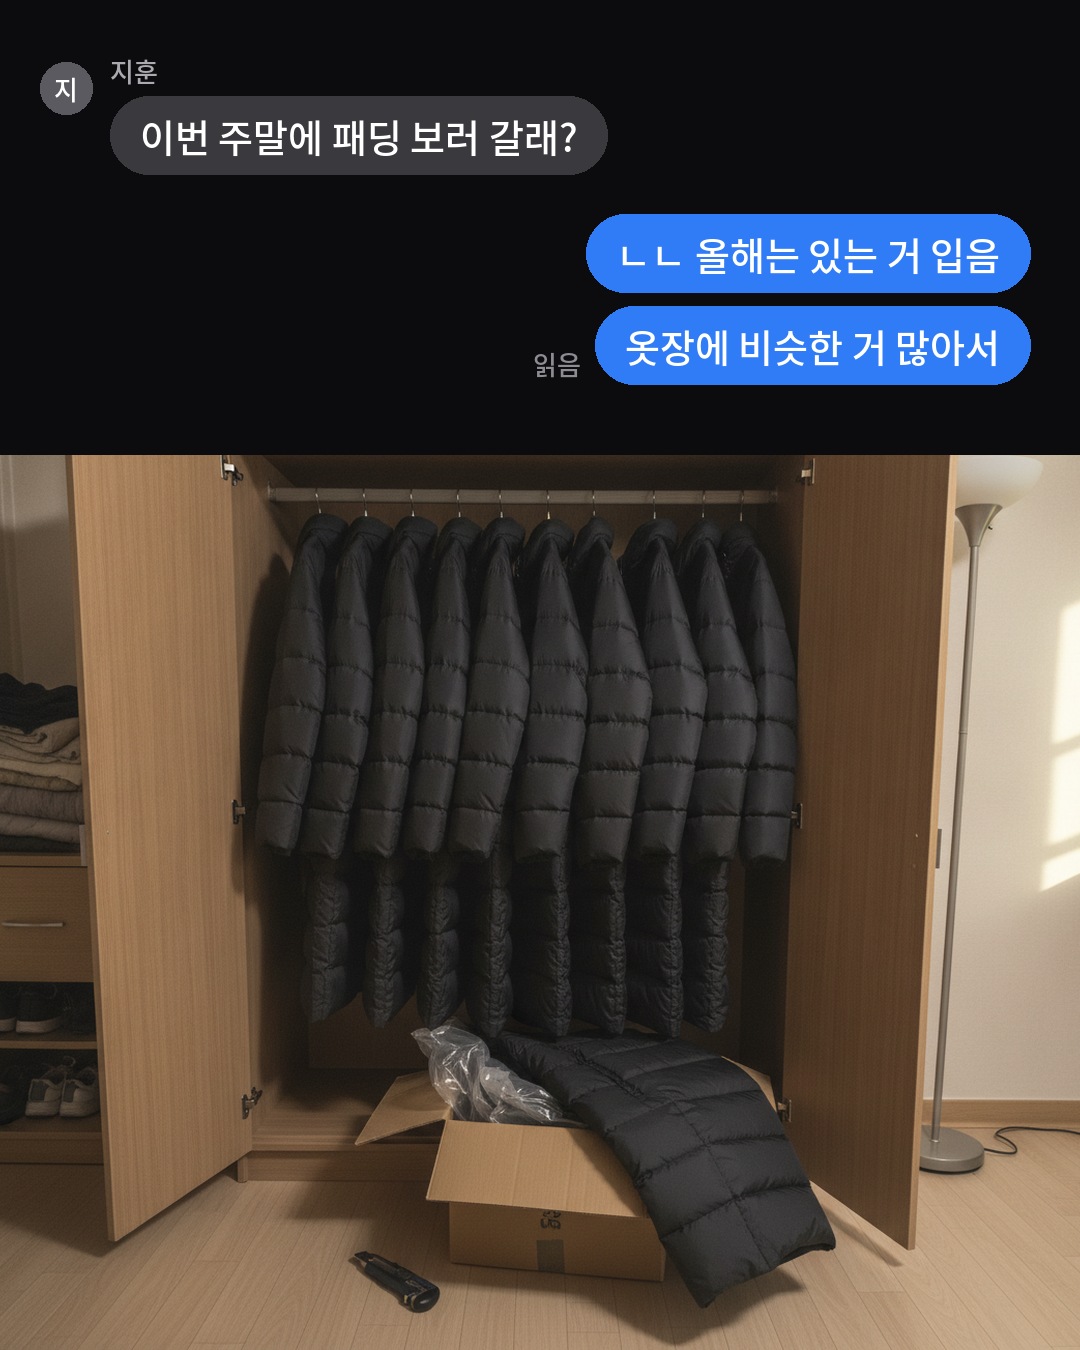 지
지훈
이번 주말에 패딩 보러 갈래?
ㄴㄴ 올해는 있는 거 입음
옷장에 비슷한 거 많아서
읽음